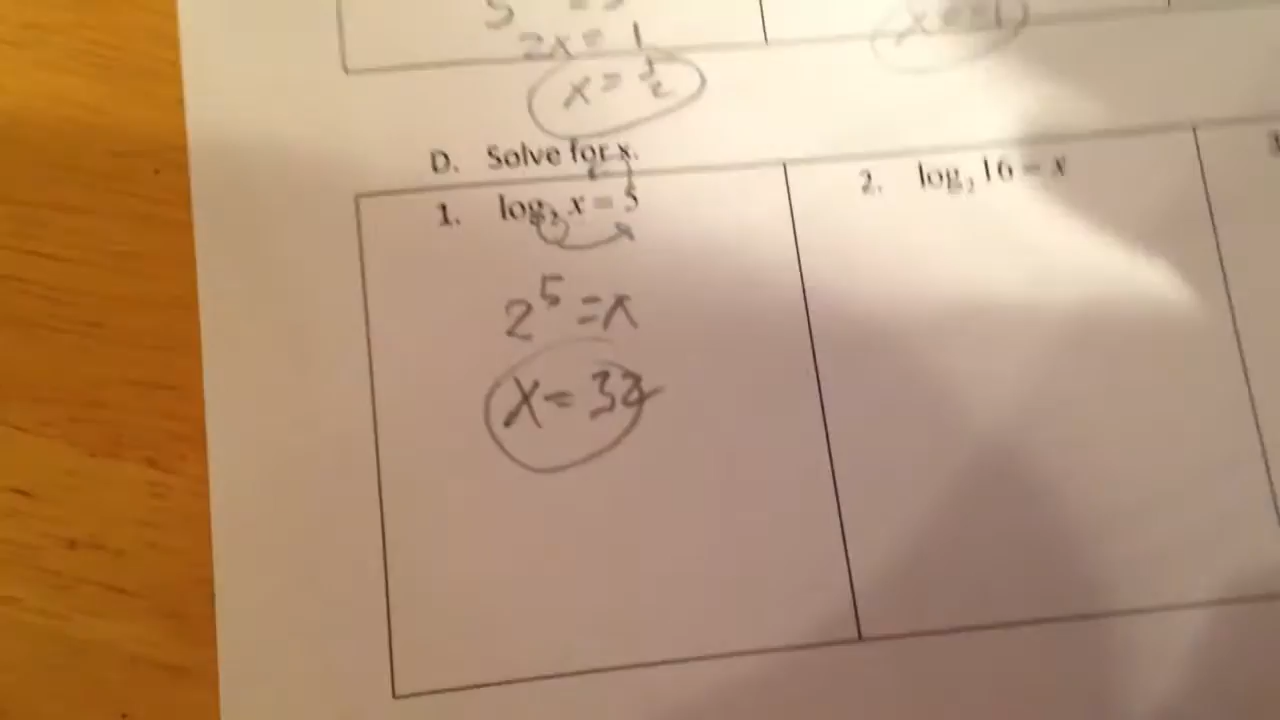 2x = 1
x = 1/2
D. Solve for x.
1. log₂ x = 5
2⁵ = x
x = 32
2. log₂ 16 = x